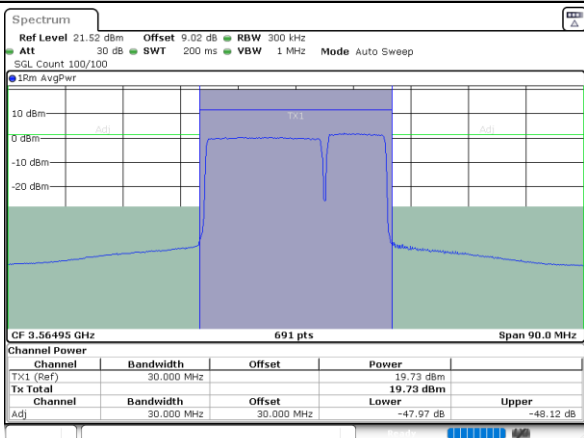 Spectrum
Ref Level 21.52 dBm Offset 9.02 dB RBW 300 kHz
Att 30 dB SWT 200 ms VBW 1 MHz Mode Auto Sweep
SGL Count 100/100
1Rm AvgPwr
TX1
10 dBm
Adj Adj
0 dBm
-10 dBm
-20 dBm
CF 3.56495 GHz 691 pts Span 90.0 MHz
Channel Power
Channel Bandwidth Offset Power
TX1 (Ref) 30.000 MHz 19.73 dBm
Tx Total 19.73 dBm
Channel Bandwidth Offset Lower Upper
Adj 30.000 MHz 30.000 MHz -47.97 dB -48.12 dB